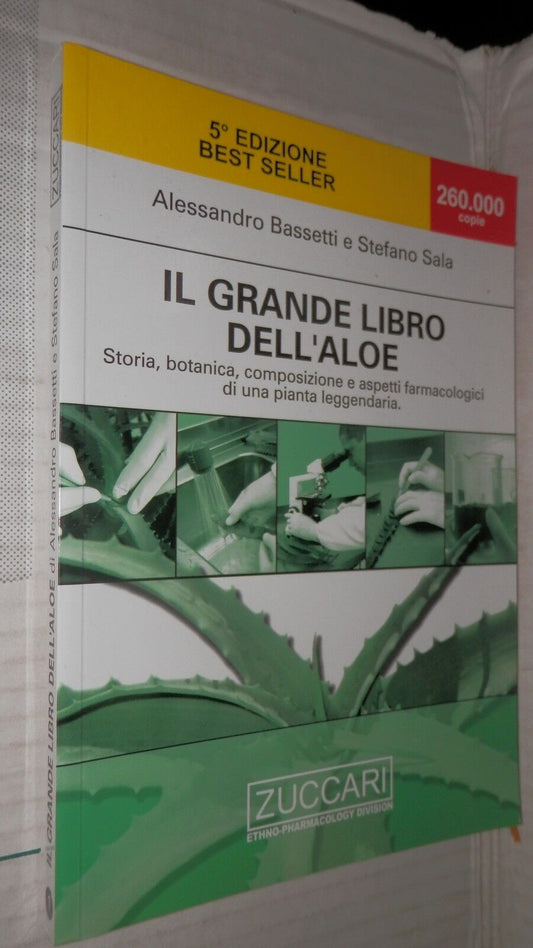 5° EDIZIONE
BEST SELLER
260.000
copie
Alessandro Bassetti e Stefano Sala
IL GRANDE LIBRO
DELL'ALOE
Storia, botanica, composizione e aspetti farmacologici
di una pianta leggendaria.
ZUCCARI
ETHNO-PHARMACOLOGY DIVISION
IL GRANDE LIBRO DELL'ALOE di Alessandro Bassetti e Stefano Sala
ZUCCARI